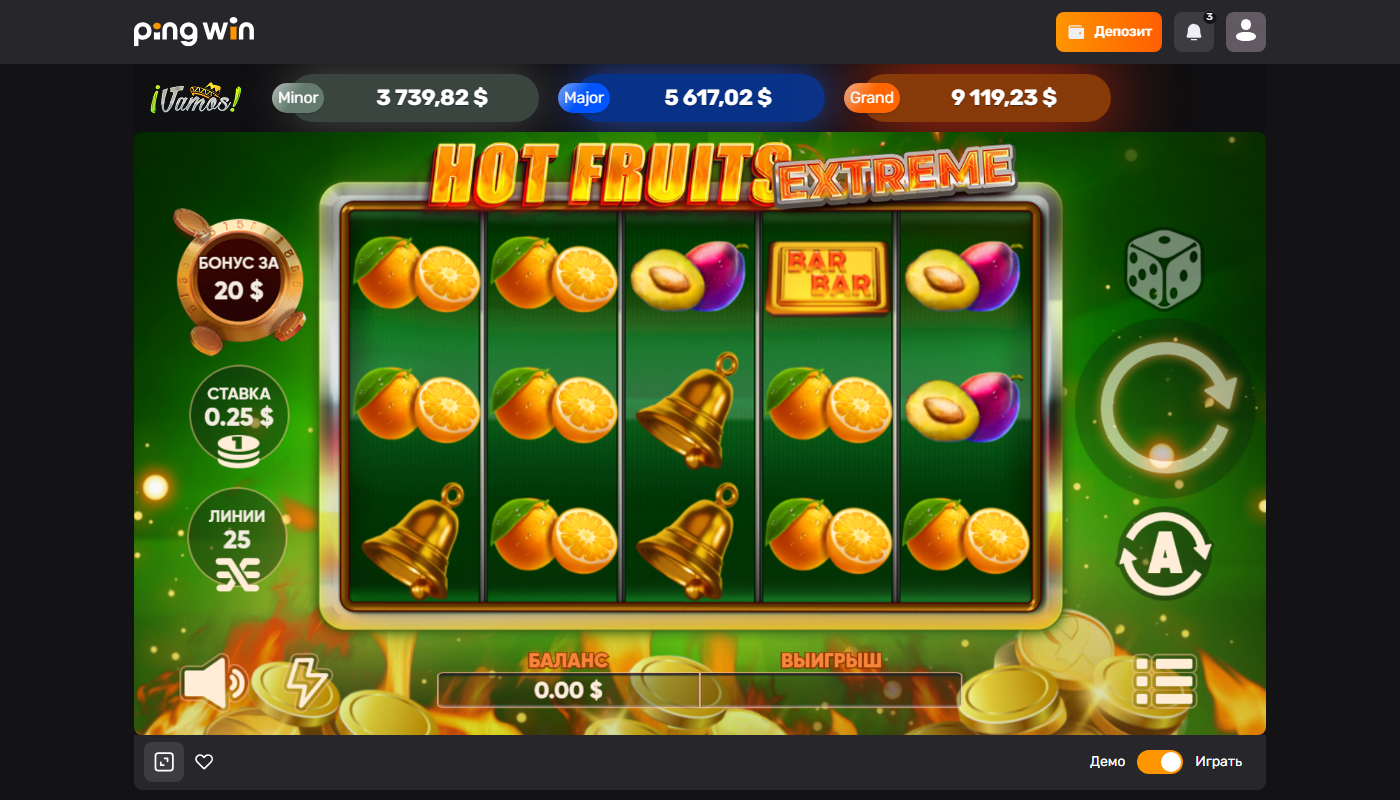 ping win
Депозит
3
¡Vamos!
Minor
3 739,82 $
Major
5 617,02 $
Grand
9 119,23 $
HOT FRUITS
EXTREME
БОНУС ЗА
20 $
BAR
BAR
СТАВКА
0.25 $
1
ЛИНИИ
25
A
БАЛАНС
0.00 $
ВЫИГРЫШ
Демо
Играть